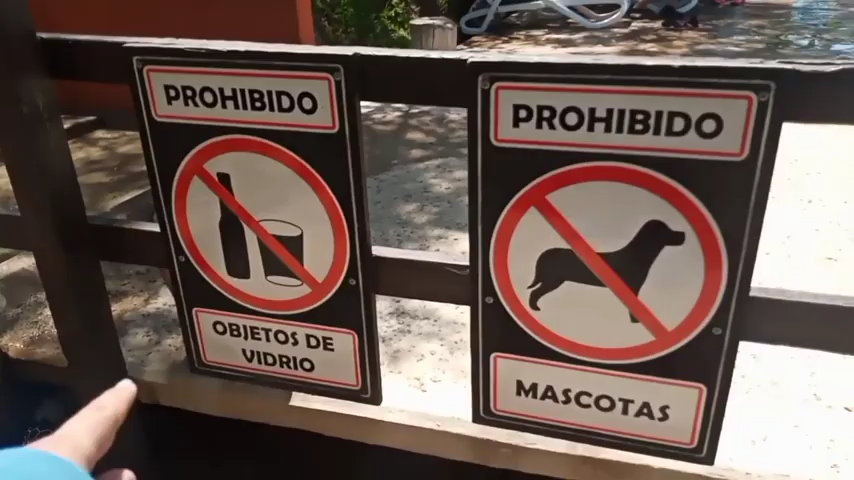 PROHIBIDO
OBJETOS DE
VIDRIO
PROHIBIDO
MASCOTAS